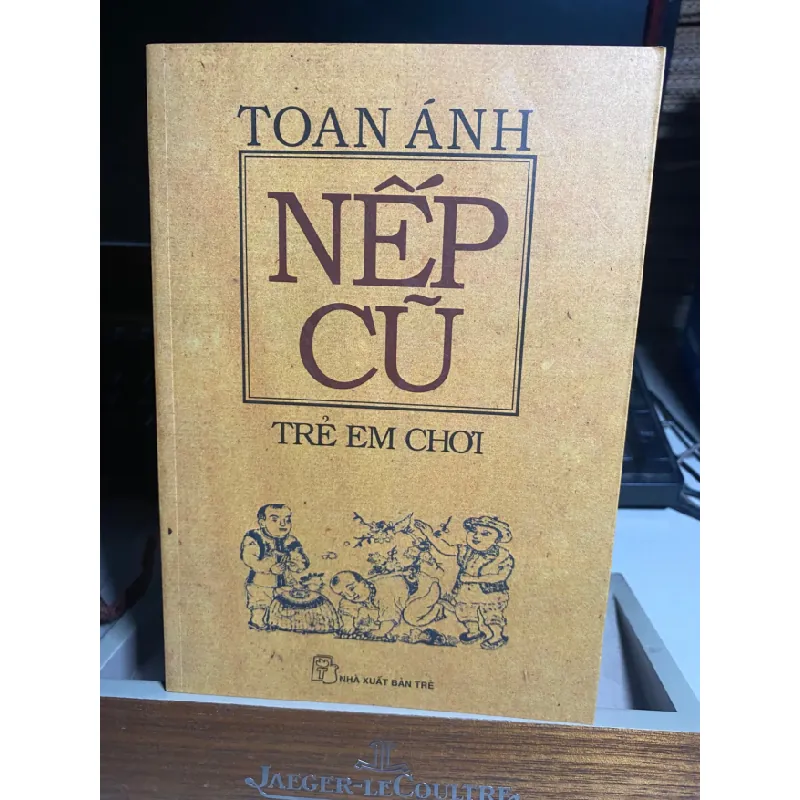 TOAN ÁNH
NẾP
CŨ
TRẺ EM CHƠI
NHÀ XUẤT BẢN TRẺ
JAEGER-LECOULTRE